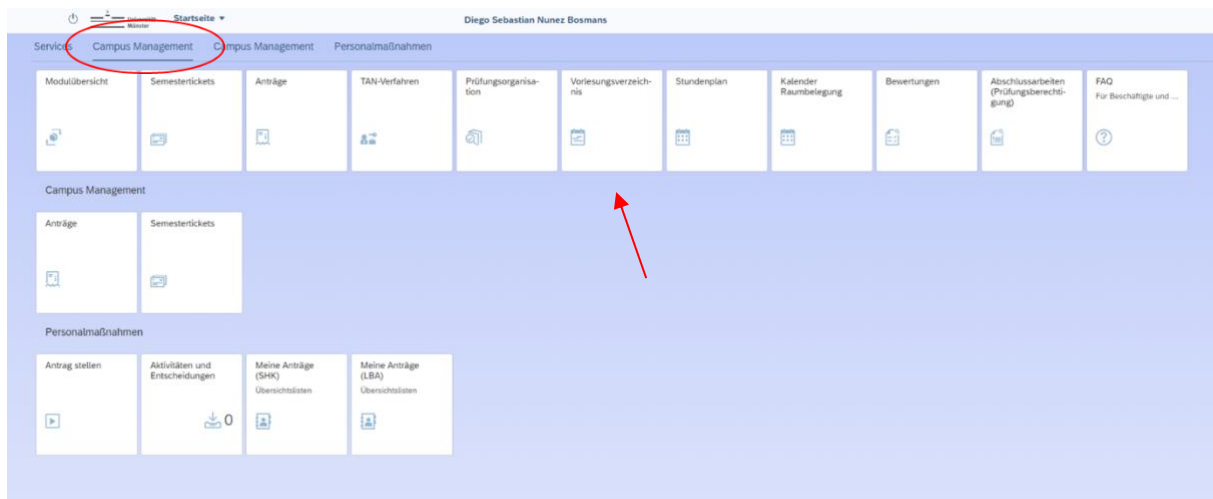 Universität
Münster
Startseite
Diego Sebastian Nunez Bosmans
Services Campus Management Campus Management Personalmaßnahmen
Modulübersicht
Semestertickets
Anträge
TAN-Verfahren
Prüfungsorganisa-
tion
Vorlesungsverzeich-
nis
Stundenplan
Kalender
Raumbelegung
Bewertungen
Abschlussarbeiten
(Prüfungsberechti-
gung)
FAQ
Für Beschäftigte und ...
Campus Management
Anträge
Semestertickets
Personalmaßnahmen
Antrag stellen
Aktivitäten und
Entscheidungen
0
Meine Anträge
(SHK)
Übersichtslisten
Meine Anträge
(LBA)
Übersichtslisten